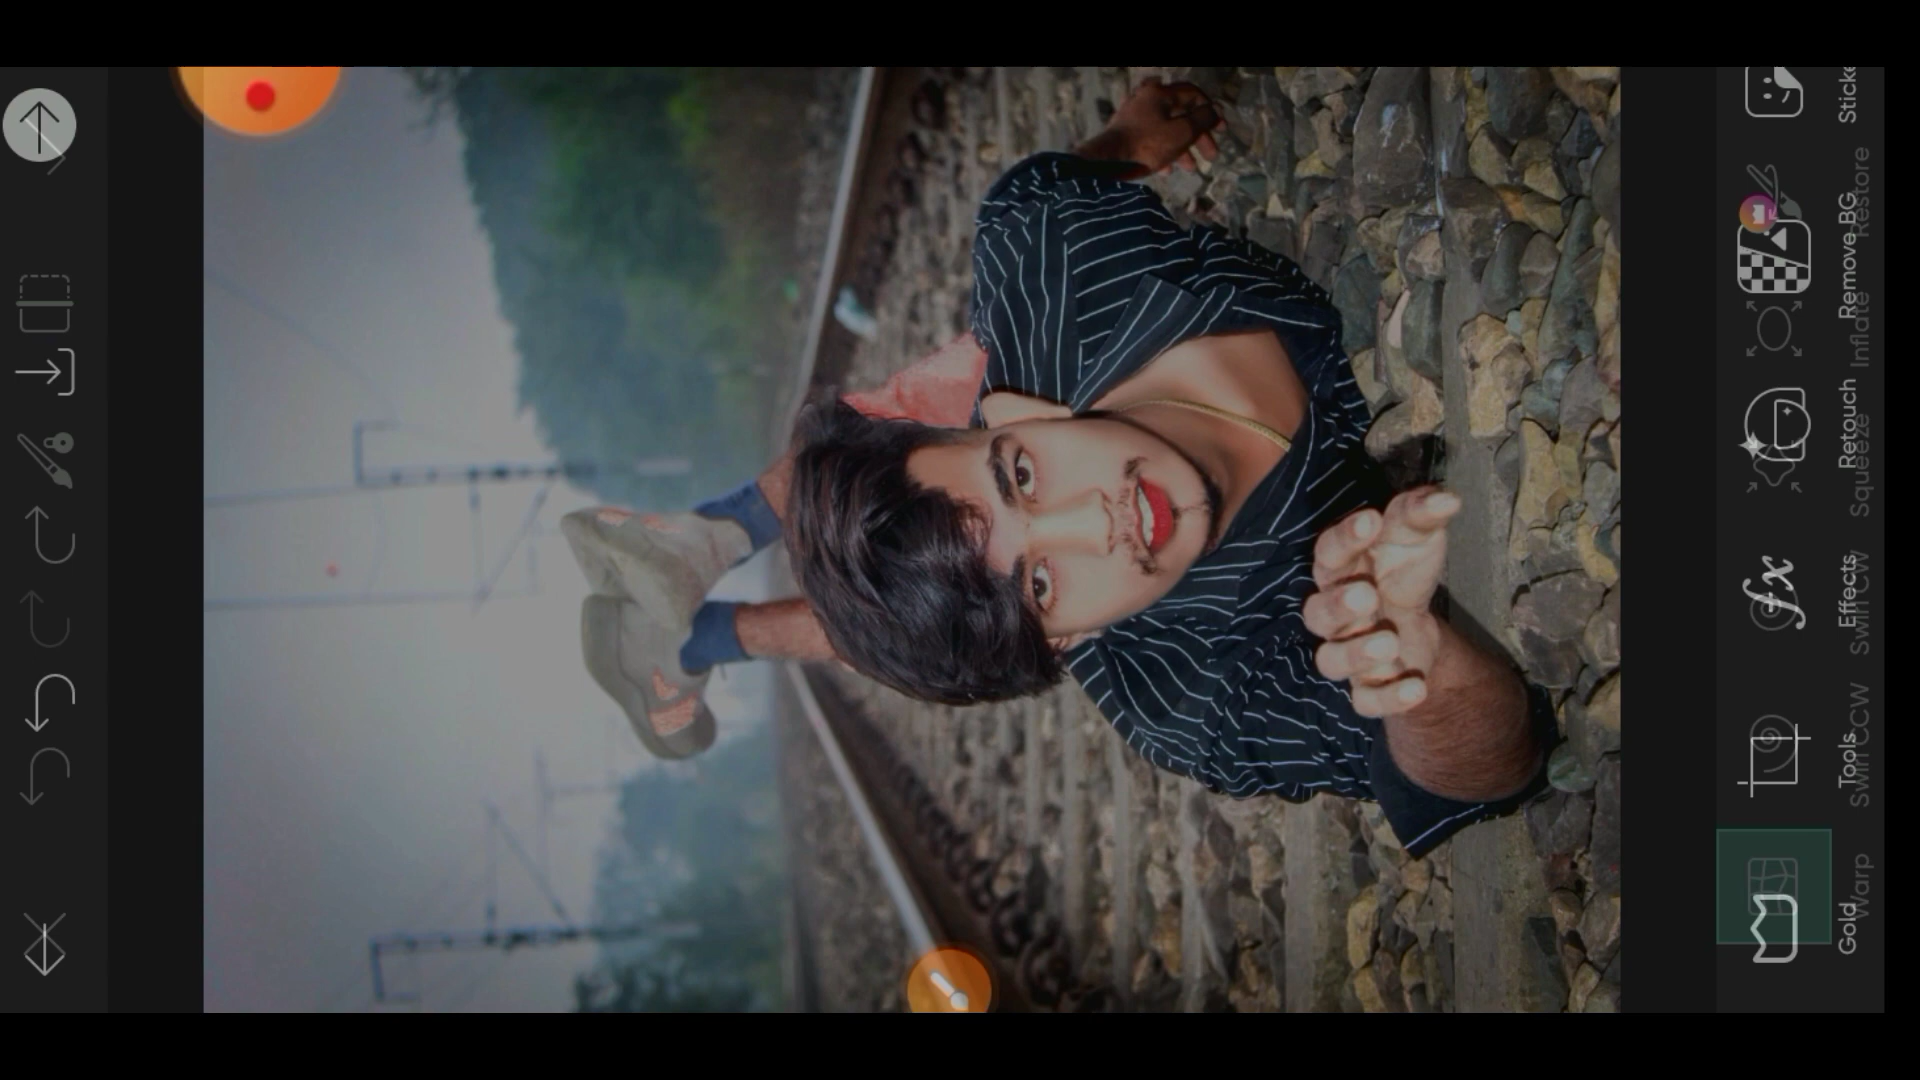 Gold
Tools
Effects
Retouch
Remove BG
Sticke
Warp
Swirl CCW
Swirl CW
Squeeze
Inflate
Restore